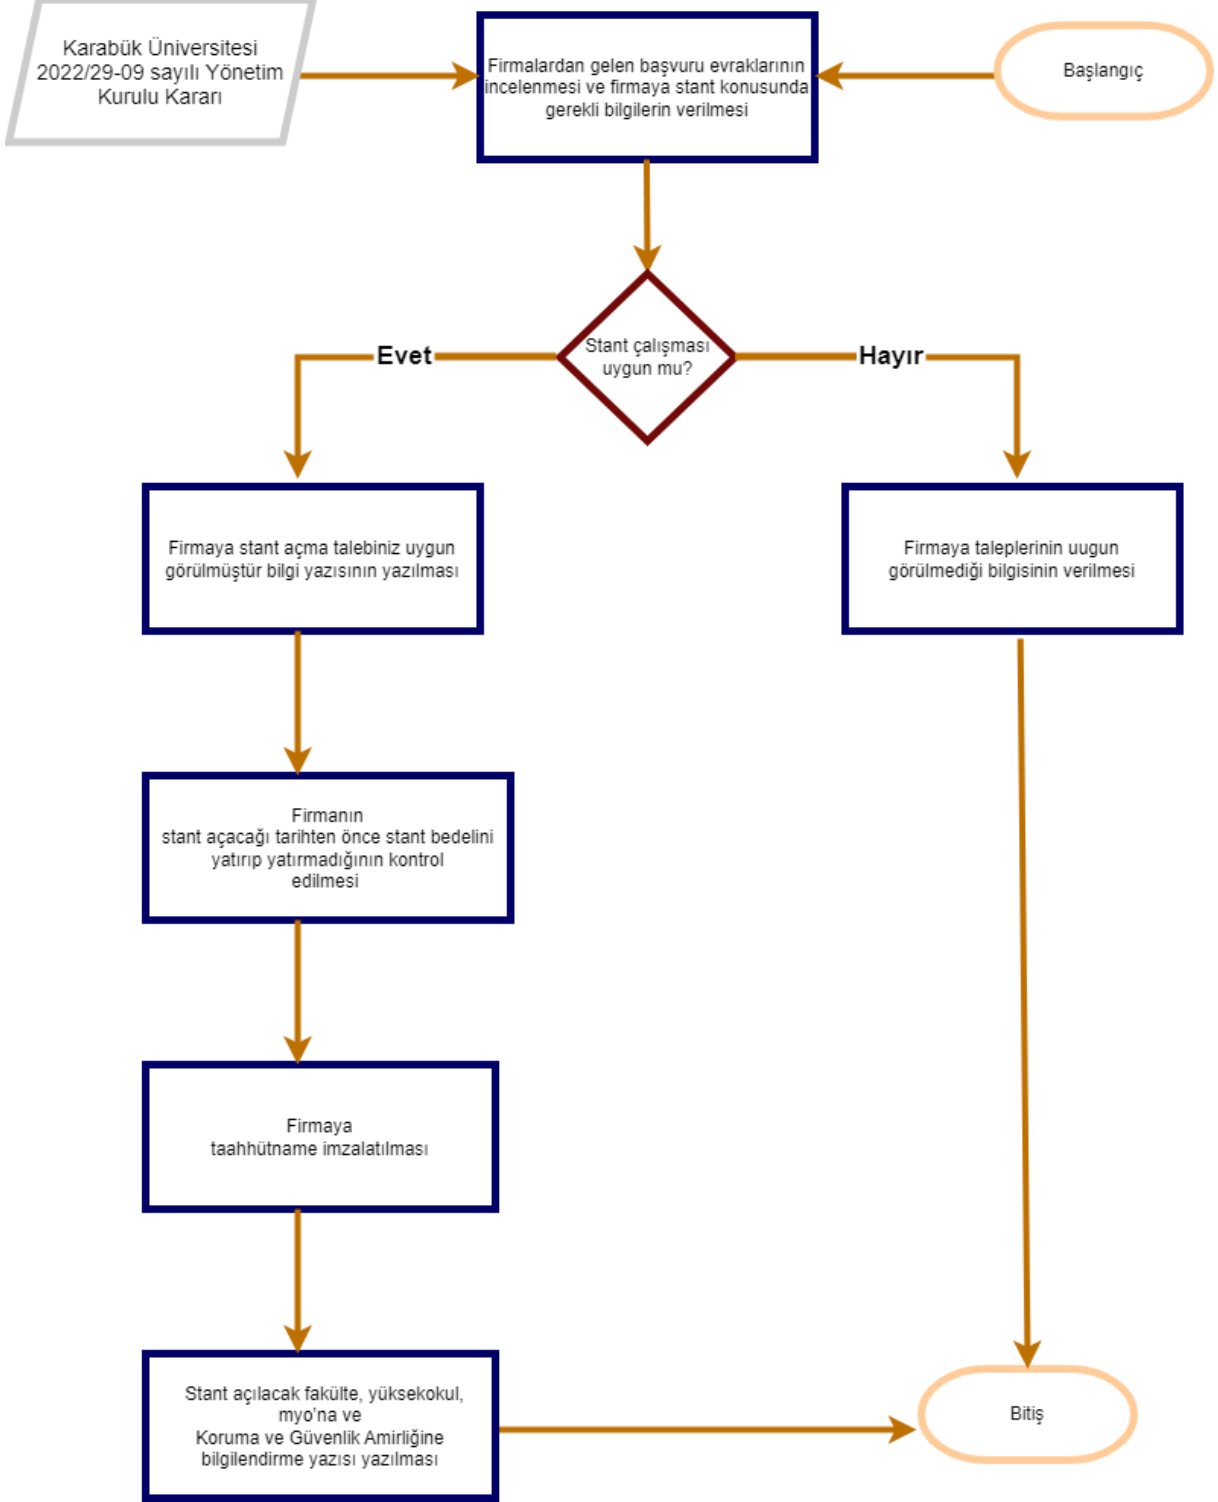 Karabük Üniversitesi
2022/29-09 sayılı Yönetim
Kurulu Kararı
Firmalardan gelen başvuru evraklarının
incelenmesi ve firmaya stant konusunda
gerekli bilgilerin verilmesi
Başlangıç
Stant çalışması
uygun mu?
Evet
Hayır
Firmaya stant açma talebiniz uygun
görülmüştür bilgi yazısının yazılması
Firmaya taleplerinin uugun
görülmediği bilgisinin verilmesi
Firmanın
stant açacağı tarihten önce stant bedelini
yatırıp yatırmadığının kontrol
edilmesi
Firmaya
taahhütname imzalatılması
Stant açılacak fakülte, yüksekokul,
myo'na ve
Koruma ve Güvenlik Amirliğine
bilgilendirme yazısı yazılması
Bitiş